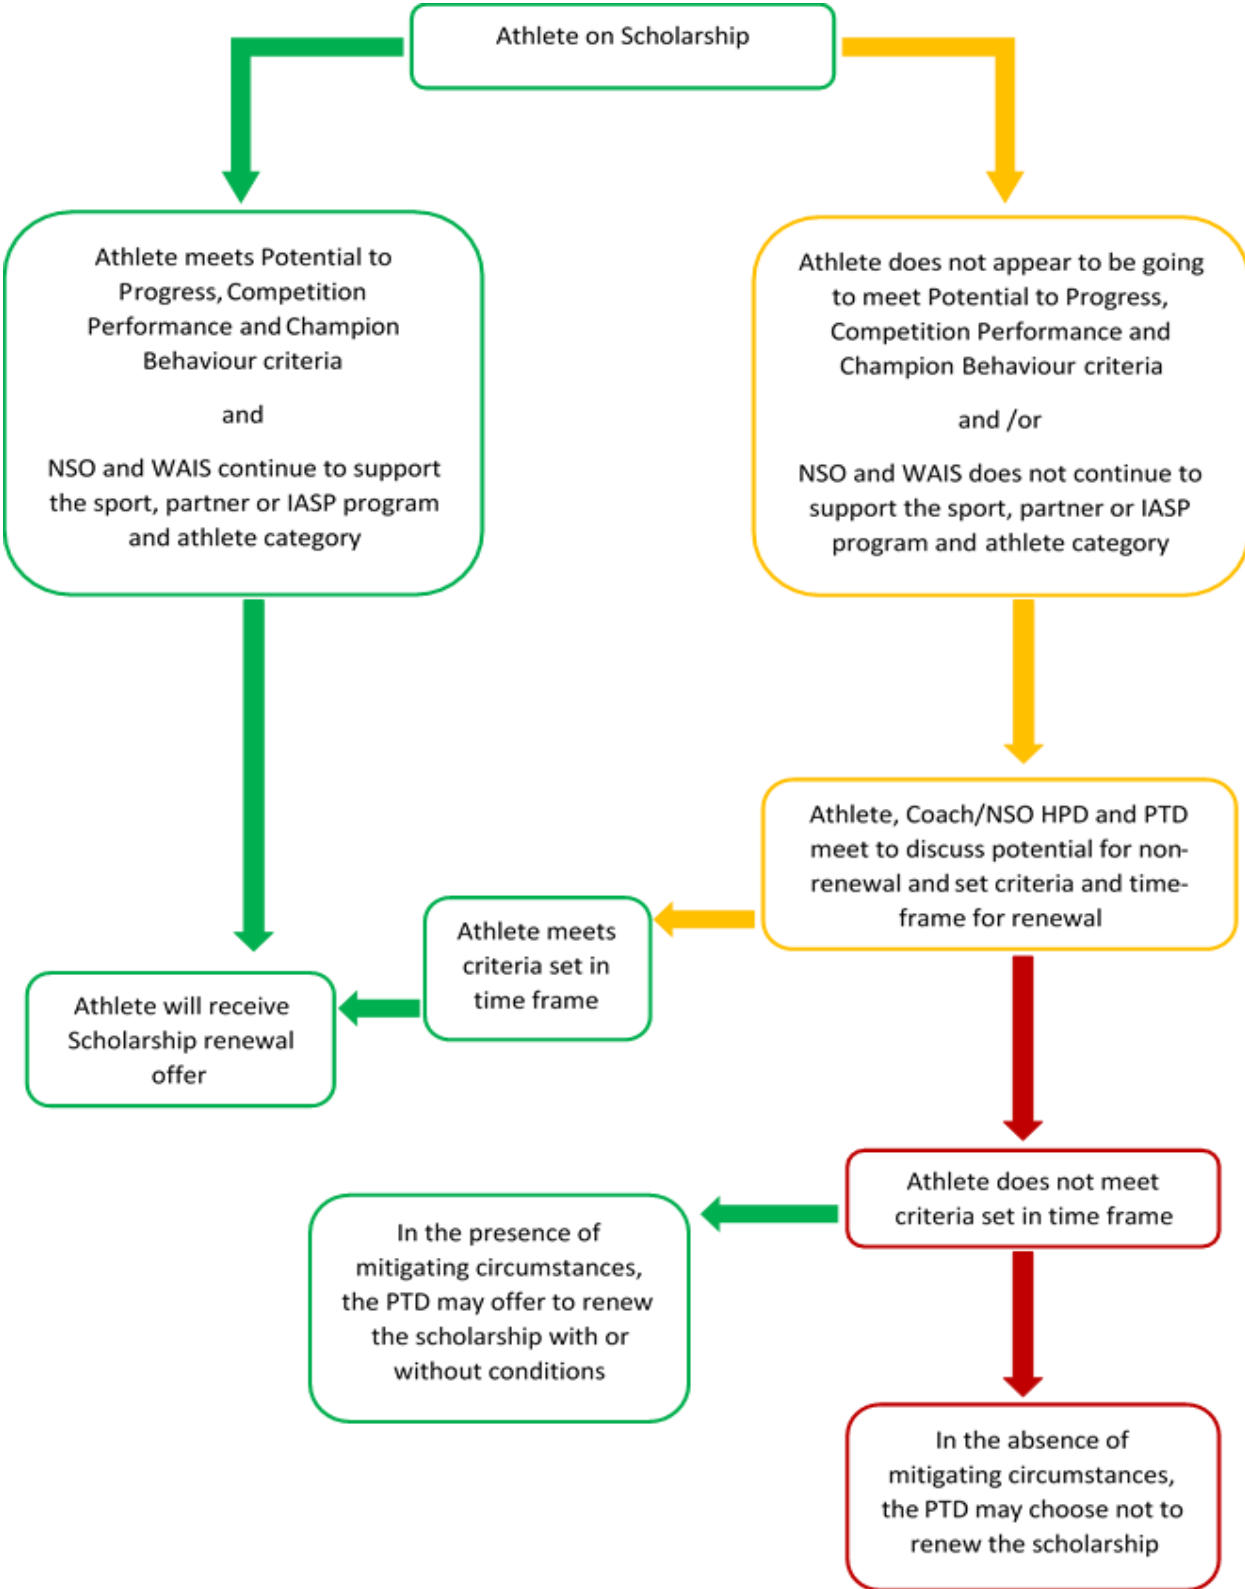 Athlete on Scholarship
Athlete meets Potential to
Progress, Competition
Performance and Champion
Behaviour criteria
and
NSO and WAIS continue to support
the sport, partner or IASP program
and athlete category
Athlete does not appear to be going
to meet Potential to Progress,
Competition Performance and
Champion Behaviour criteria
and /or
NSO and WAIS does not continue to
support the sport, partner or IASP
program and athlete category
Athlete, Coach/NSO HPD and PTD
meet to discuss potential for non-
renewal and set criteria and time-
frame for renewal
Athlete meets
criteria set in
time frame
Athlete will receive
Scholarship renewal
offer
Athlete does not meet
criteria set in time frame
In the presence of
mitigating circumstances,
the PTD may offer to renew
the scholarship with or
without conditions
In the absence of
mitigating circumstances,
the PTD may choose not to
renew the scholarship